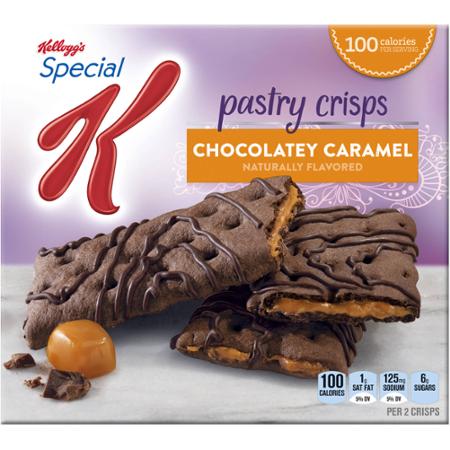 Kellogg's
Special
K
100 calories
PER SERVING
pastry crisps
CHOCOLATEY CARAMEL
NATURALLY FLAVORED
100
CALORIES
1g
SAT FAT
5% DV
125mg
SODIUM
5% DV
6g
SUGARS
PER 2 CRISPS